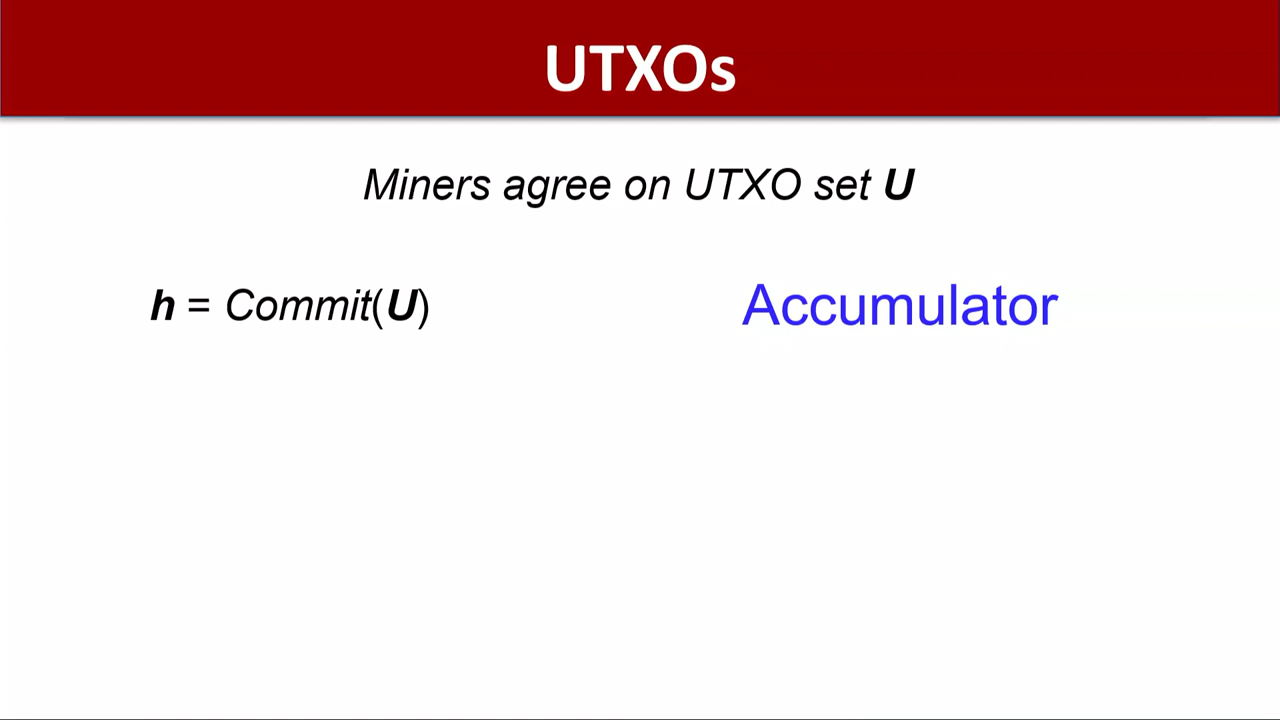 UTXOs
Miners agree on UTXO set U
h = Commit(U)
Accumulator